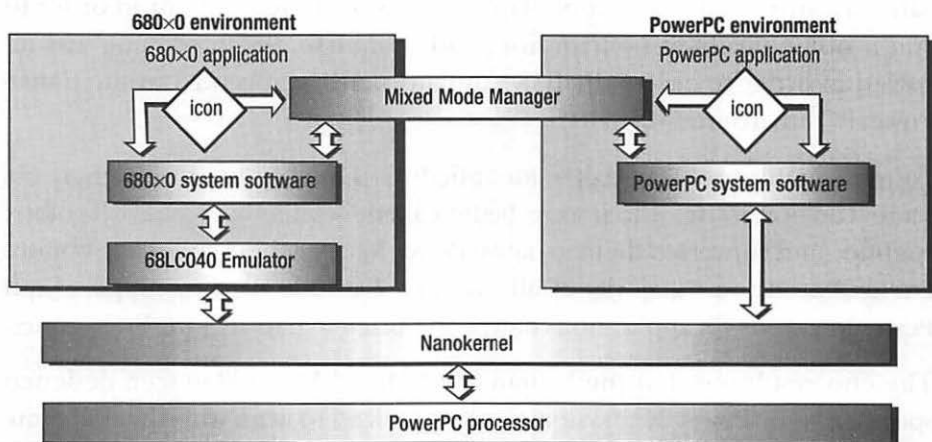 680×0 environment
PowerPC environment
680×0 application
PowerPC application
icon
Mixed Mode Manager
icon
680×0 system software
PowerPC system software
68LC040 Emulator
Nanokernel
PowerPC processor